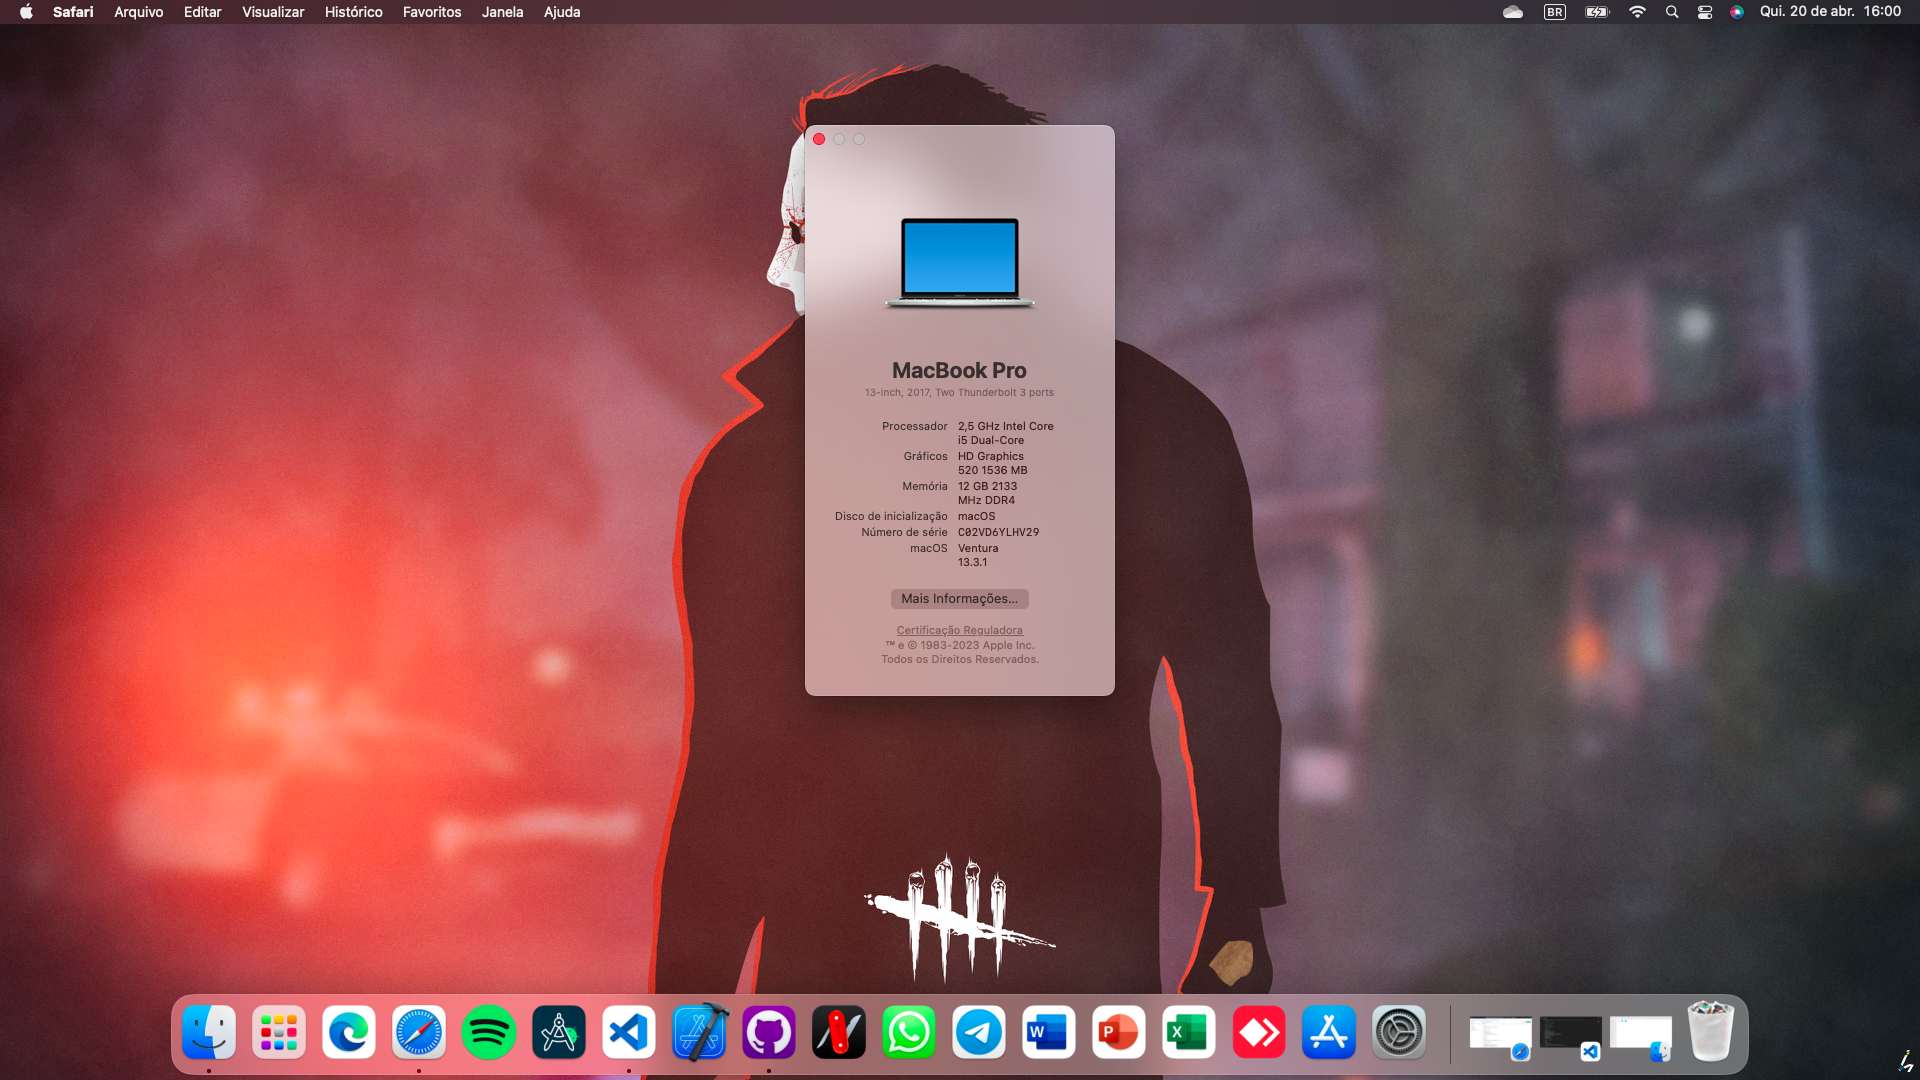 Safari Arquivo Editar Visualizar Histórico Favoritos Janela Ajuda BR Qui. 20 de abr. 16:00
MacBook Pro
13-inch, 2017, Two Thunderbolt 3 ports
Processador 2,5 GHz Intel Core
i5 Dual-Core
Gráficos HD Graphics
520 1536 MB
Memória 12 GB 2133
MHz DDR4
Disco de inicialização macOS
Número de série C02VD6YLHV29
macOS Ventura
13.3.1
Mais Informações...
Certificação Reguladora
™ e © 1983-2023 Apple Inc.
Todos os Direitos Reservados.
W P X